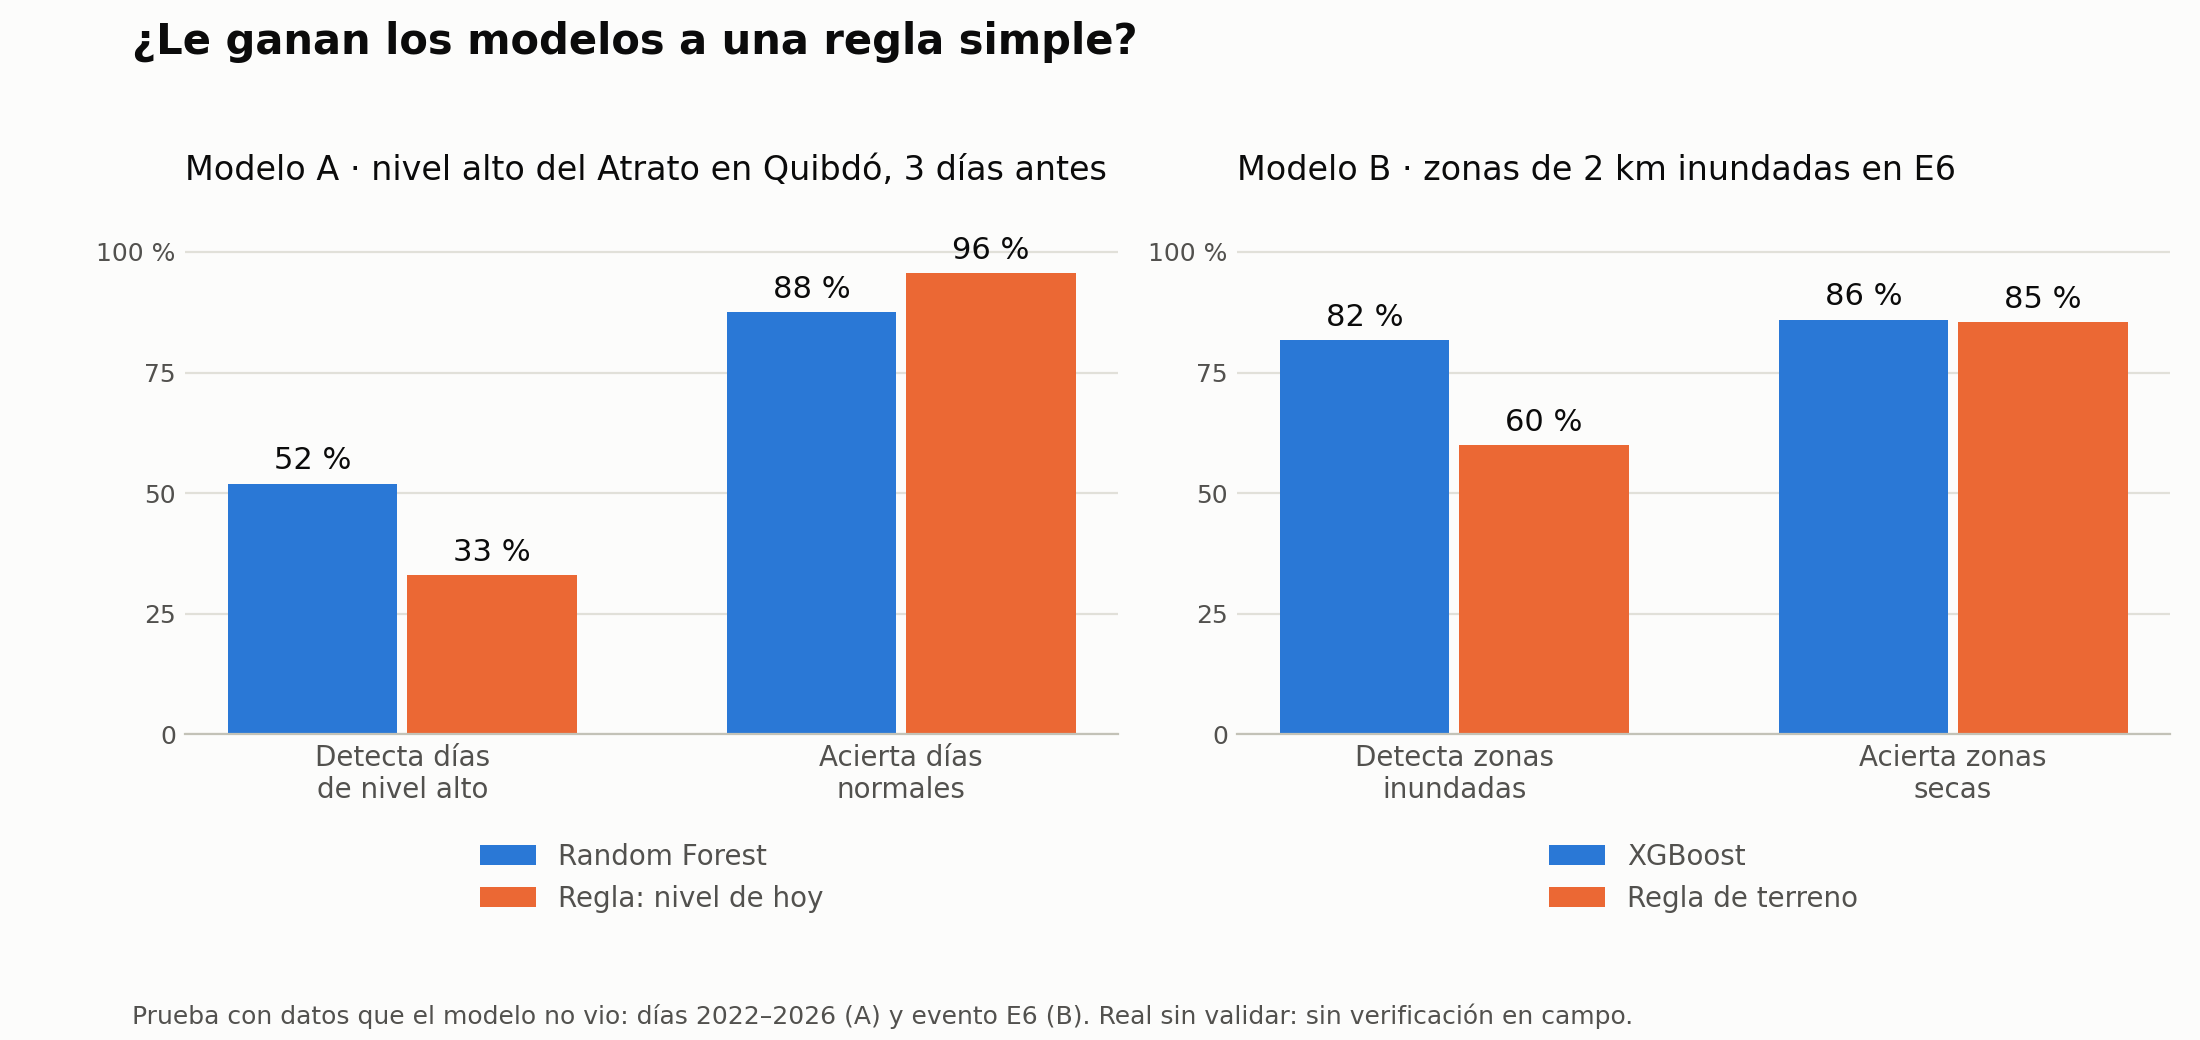 ¿Le ganan los modelos a una regla simple?
Modelo A · nivel alto del Atrato en Quibdó, 3 días antes
100 %
75
50
25
0
52 %
33 %
88 %
96 %
Detecta días
de nivel alto
Acierta días
normales
Random Forest
Regla: nivel de hoy
Modelo B · zonas de 2 km inundadas en E6
100 %
75
50
25
0
82 %
60 %
86 %
85 %
Detecta zonas
inundadas
Acierta zonas
secas
XGBoost
Regla de terreno
Prueba con datos que el modelo no vio: días 2022–2026 (A) y evento E6 (B). Real sin validar: sin verificación en campo.